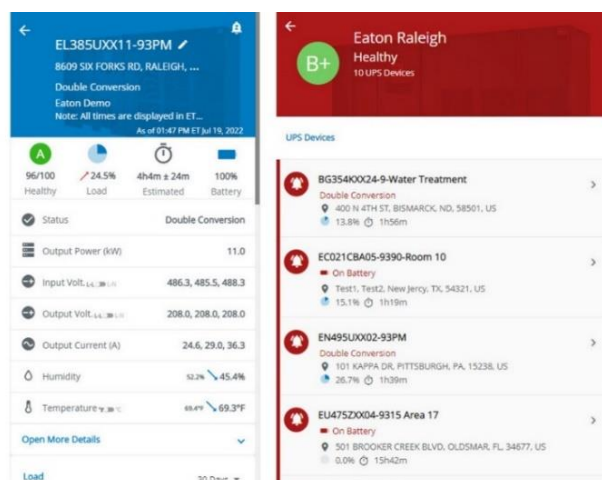 EL385UXX11-93PM
8609 SIX FORKS RD, RALEIGH, ...
Double Conversion
Eaton Demo
Note: All times are displayed in ET...
As of 01:47 PM ET Jul 19, 2022
A
96/100
Healthy
24.5%
Load
4h4m ± 24m
Estimated
100%
Battery
Status Double Conversion
Output Power (kW) 11.0
Input Volt. 486.3, 485.5, 488.3
Output Volt. 208.0, 208.0, 208.0
Output Current (A) 24.6, 29.0, 36.3
Humidity 52.2% 45.4%
Temperature 69.4°F 69.3°F
Open More Details
Load 30 Days
B+
Eaton Raleigh
Healthy
10 UPS Devices
UPS Devices
BG354KXX24-9-Water Treatment
Double Conversion
400 N 4TH ST, BISMARCK, ND, 58501, US
13.8% 1h56m
EC021CBA05-9390-Room 10
On Battery
Test1, Test2, New Jercy, TX, 54321, US
15.1% 1h19m
EN495UXX02-93PM
Double Conversion
101 KAPPA DR, PITTSBURGH, PA, 15238, US
26.7% 1h39m
EU475ZXX04-9315 Area 17
On Battery
501 BROOKER CREEK BLVD, OLDSMAR, FL, 34677, US
0.0% 15h42m